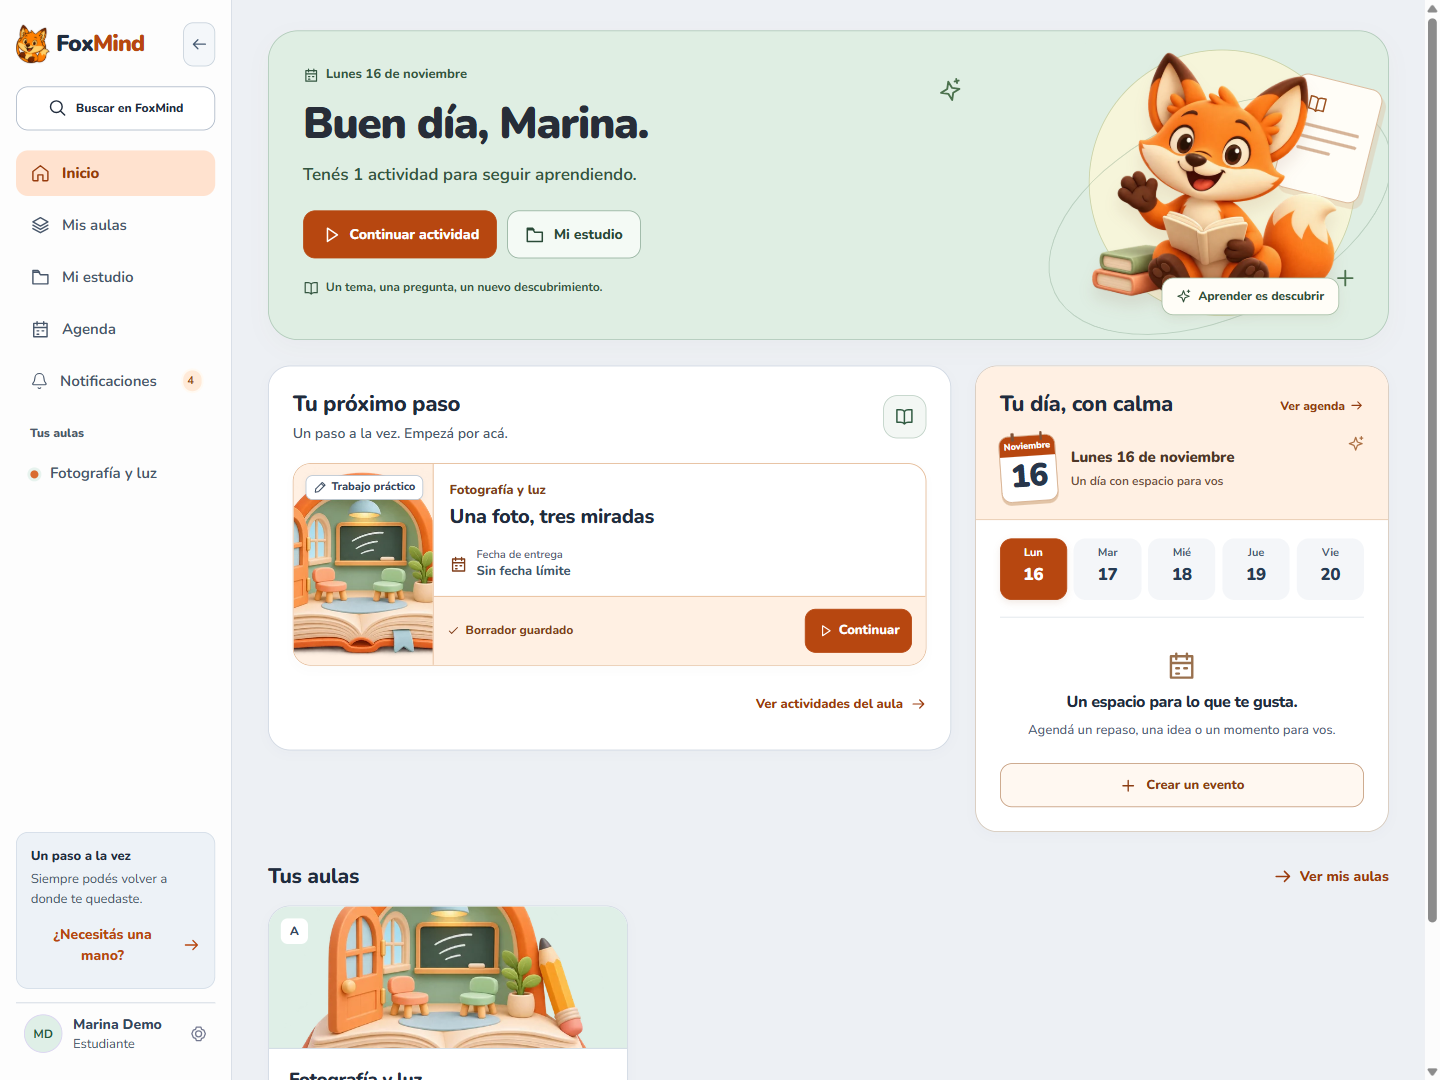 FoxMind
Buscar en FoxMind
Inicio
Mis aulas
Mi estudio
Agenda
Notificaciones 4
Tus aulas
Fotografía y luz
Un paso a la vez
Siempre podés volver a
donde te quedaste.
¿Necesitás una
mano?
MD
Marina Demo
Estudiante
Lunes 16 de noviembre
Buen día, Marina.
Tenés 1 actividad para seguir aprendiendo.
Continuar actividad
Mi estudio
Un tema, una pregunta, un nuevo descubrimiento.
Aprender es descubrir
Tu próximo paso
Un paso a la vez. Empezá por acá.
Trabajo práctico
Fotografía y luz
Una foto, tres miradas
Fecha de entrega
Sin fecha límite
Borrador guardado
Continuar
Ver actividades del aula
Tu día, con calma
Ver agenda
Noviembre
16
Lunes 16 de noviembre
Un día con espacio para vos
Lun Mar Mié Jue Vie
16 17 18 19 20
Un espacio para lo que te gusta.
Agendá un repaso, una idea o un momento para vos.
Crear un evento
Tus aulas
Ver mis aulas
A
Fotografía y luz